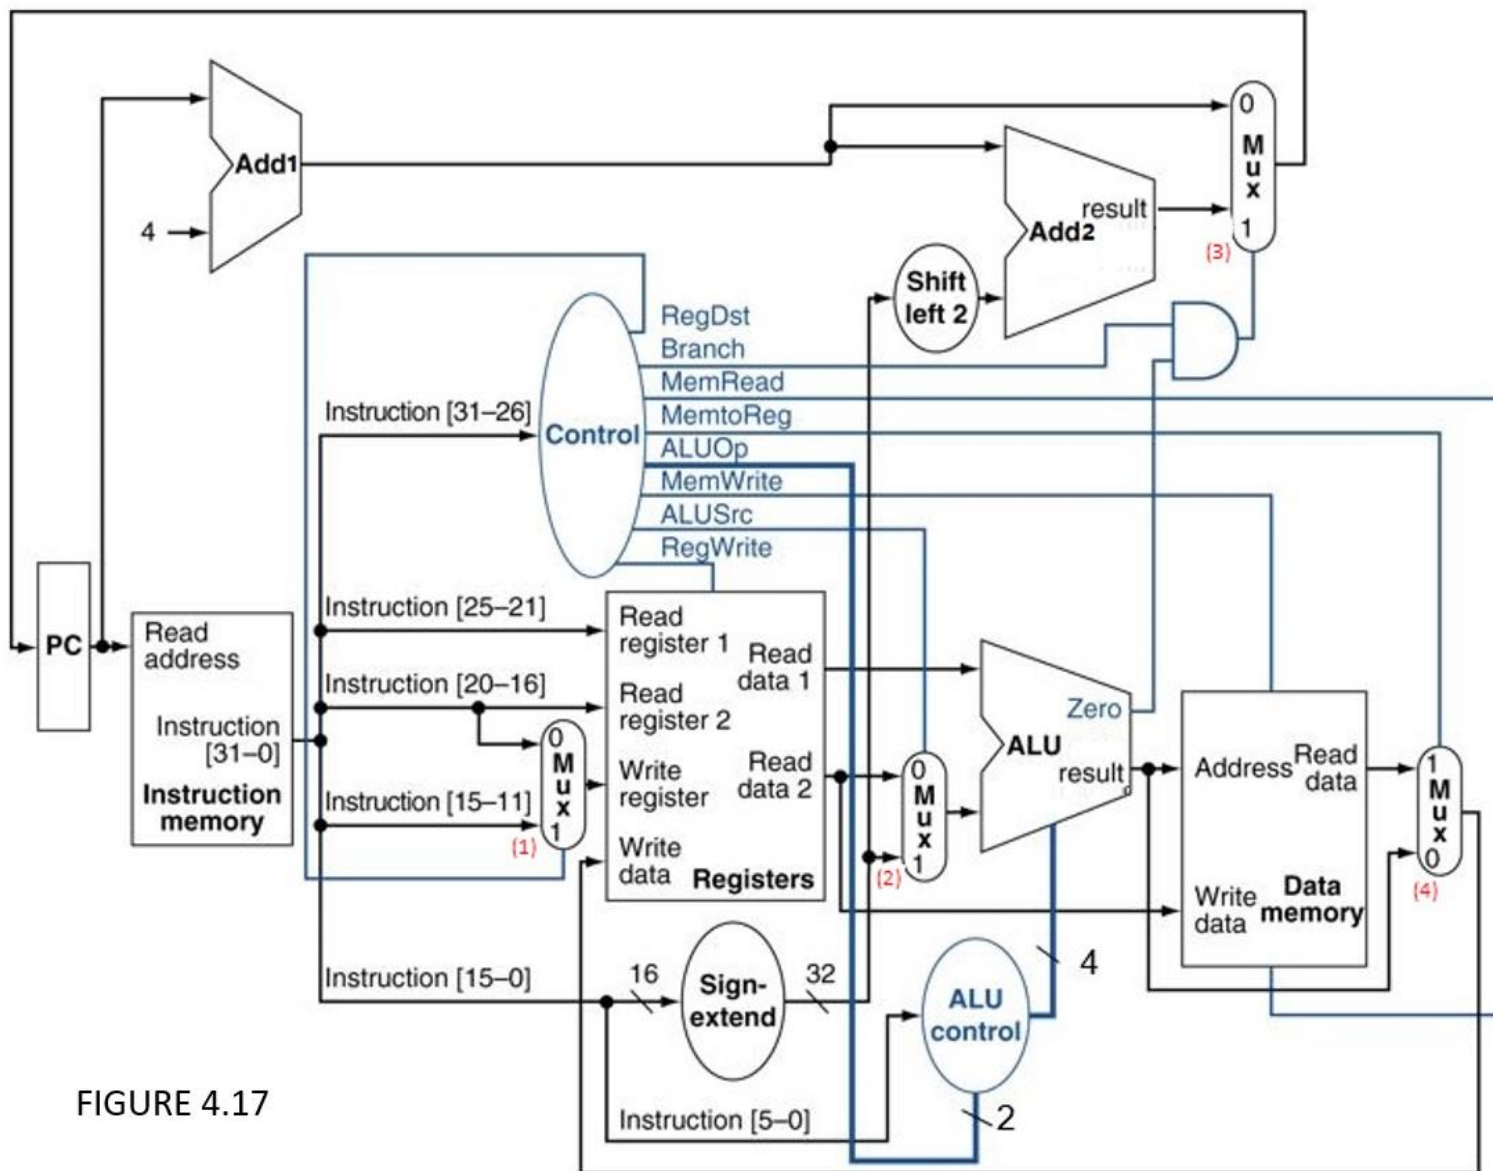 Add1
4
0
Mux
1
(3)
result
Add2
Shift
left 2
RegDst
Branch
MemRead
MemtoReg
ALUOp
MemWrite
ALUSrc
RegWrite
Instruction [31–26]
Control
PC
Read
address
Instruction
[31–0]
Instruction
memory
Instruction [25–21]
Instruction [20–16]
Instruction [15–11]
0
Mux
1
(1)
Read
register 1
Read
register 2
Write
register
Write
data
Read
data 1
Read
data 2
Registers
0
Mux
1
(2)
Zero
ALU
result
Address
Read
data
Write
data
Data
memory
1
Mux
0
(4)
Instruction [15–0]
16
Sign-
extend
32
ALU
control
4
Instruction [5–0]
2
FIGURE 4.17